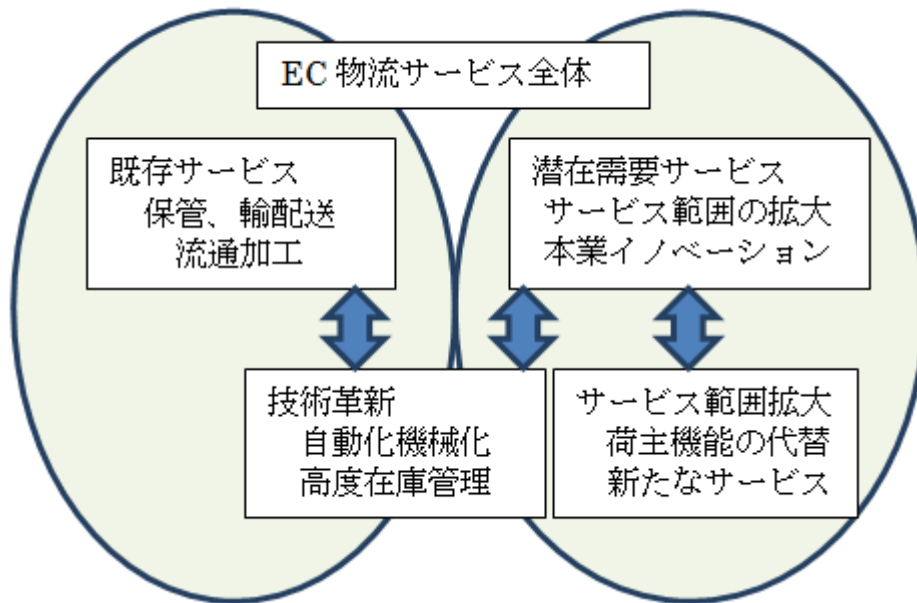 EC 物流サービス全体
既存サービス
保管、輸配送
流通加工
潜在需要サービス
サービス範囲の拡大
本業イノベーション
技術革新
自動化機械化
高度在庫管理
サービス範囲拡大
荷主機能の代替
新たなサービス